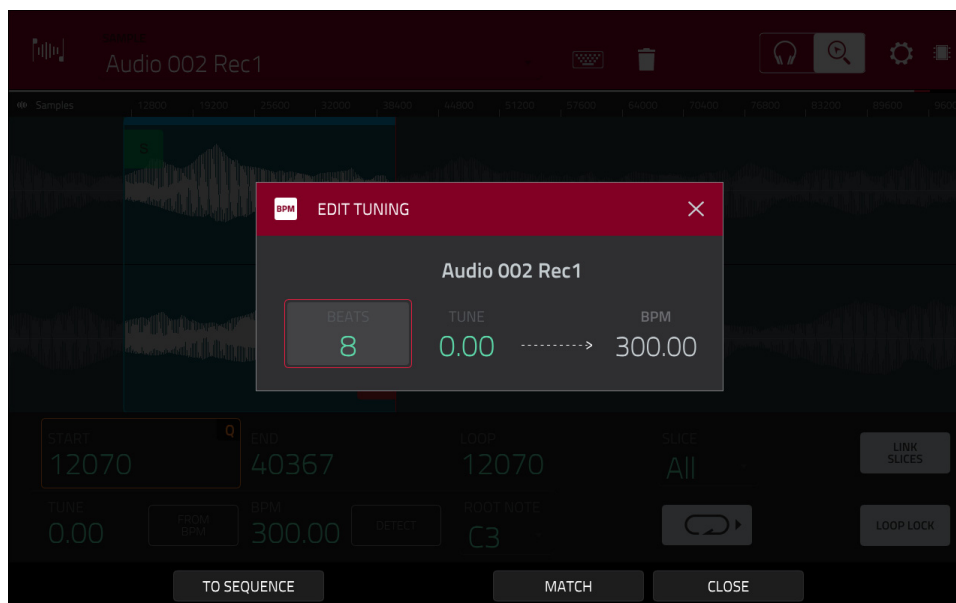 SAMPLE
Audio 002 Rec1
Samples 12800 19200 25600 32000 38400 44800 51200 57600 64000 70400 76800 83200 89600 9600
S
BPM EDIT TUNING
Audio 002 Rec1
BEATS TUNE BPM
8 0.00 300.00
START Q END LOOP SLICE
12070 40367 12070 All
LINK SLICES
TUNE BPM ROOT NOTE
0.00 FROM BPM 300.00 DETECT C3 LOOP LOCK
TO SEQUENCE MATCH CLOSE